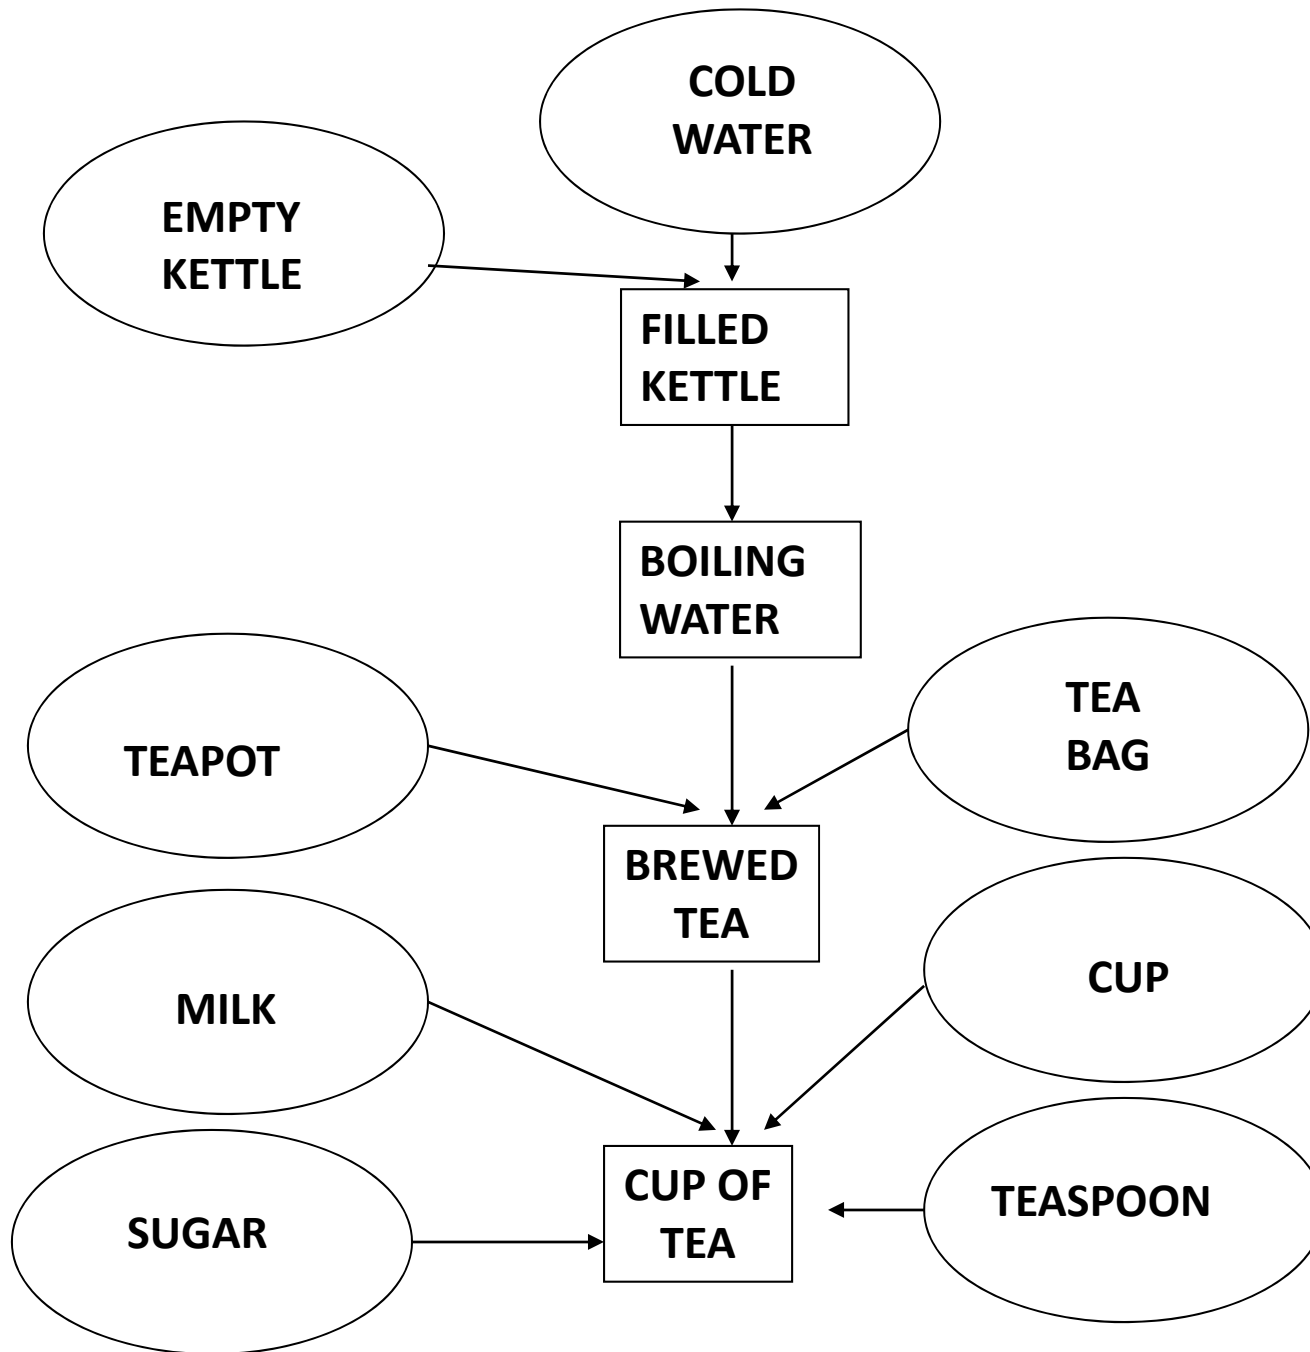 COLD
WATER
EMPTY
KETTLE
FILLED
KETTLE
BOILING
WATER
TEAPOT
TEA
BAG
BREWED
TEA
MILK
CUP
SUGAR
CUP OF
TEA
TEASPOON